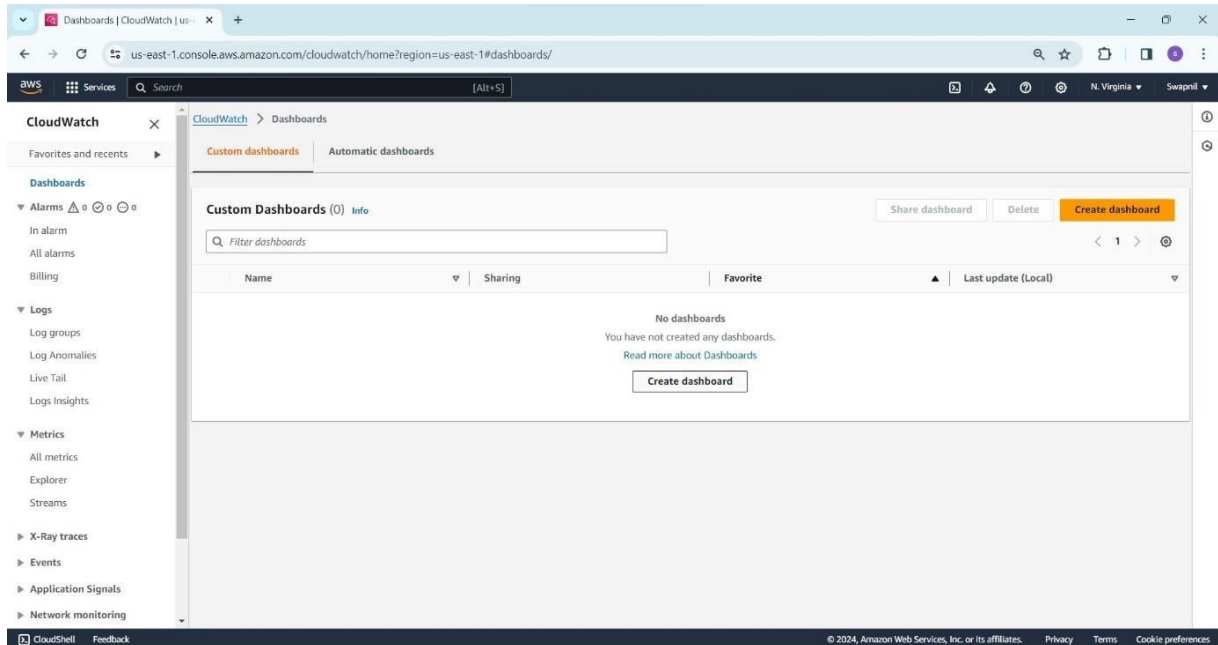 Dashboards | CloudWatch | us-e
us-east-1.console.aws.amazon.com/cloudwatch/home?region=us-east-1#dashboards/
aws Services Search [Alt+S] N. Virginia Swapnil
CloudWatch
Favorites and recents
Dashboards
Alarms 0 0 0
In alarm
All alarms
Billing
Logs
Log groups
Log Anomalies
Live Tail
Logs Insights
Metrics
All metrics
Explorer
Streams
X-Ray traces
Events
Application Signals
Network monitoring
CloudWatch > Dashboards
Custom dashboards Automatic dashboards
Custom Dashboards (0) Info Share dashboard Delete Create dashboard
Filter dashboards 1
Name Sharing Favorite Last update (Local)
No dashboards
You have not created any dashboards.
Read more about Dashboards
Create dashboard
CloudShell Feedback © 2024, Amazon Web Services, Inc. or its affiliates. Privacy Terms Cookie preferences